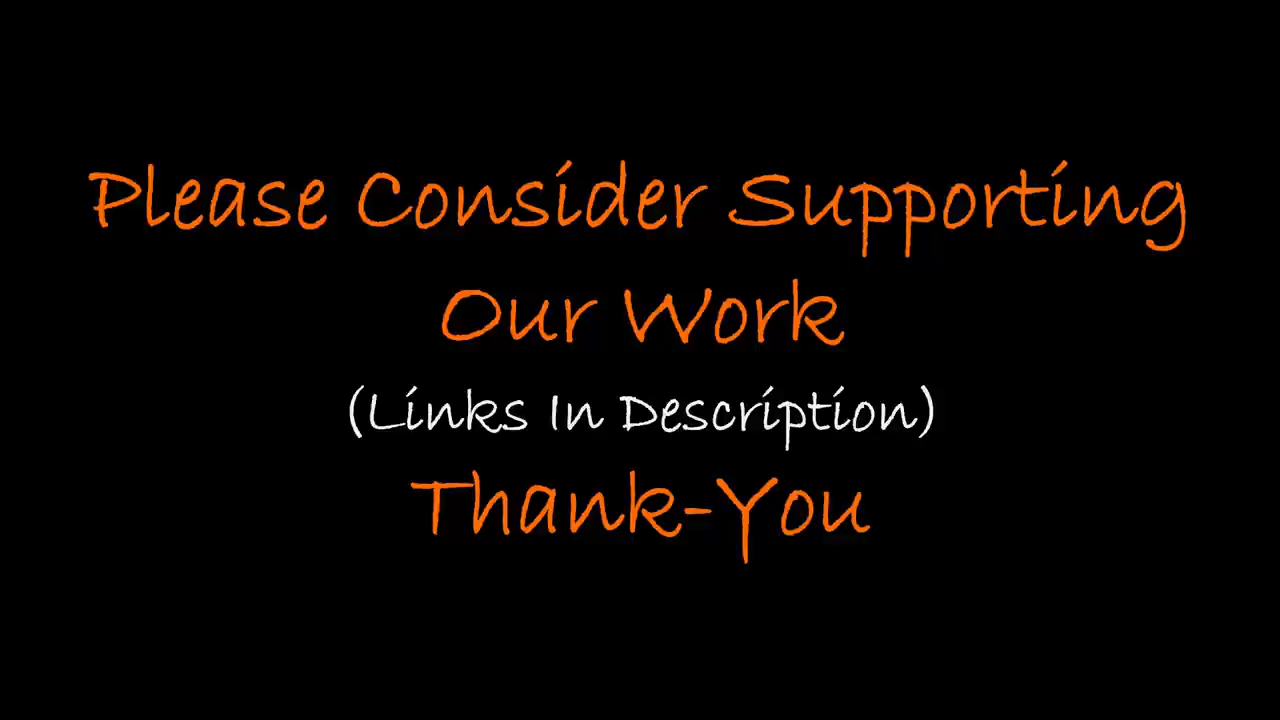 Please Consider Supporting
Our Work
(Links In Description)
Thank-You